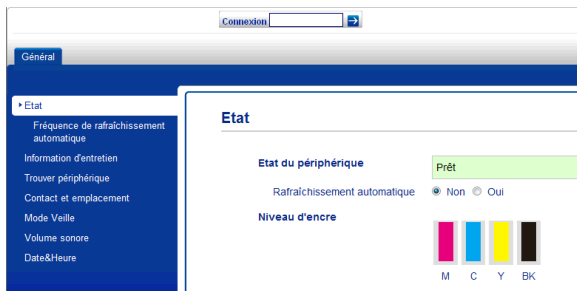 Connexion
Général
Etat
Fréquence de rafraîchissement
automatique
Information d'entretien
Trouver périphérique
Contact et emplacement
Mode Veille
Volume sonore
Date&Heure
Etat
Etat du périphérique
Prêt
Rafraîchissement automatique Non Oui
Niveau d'encre
M C Y BK